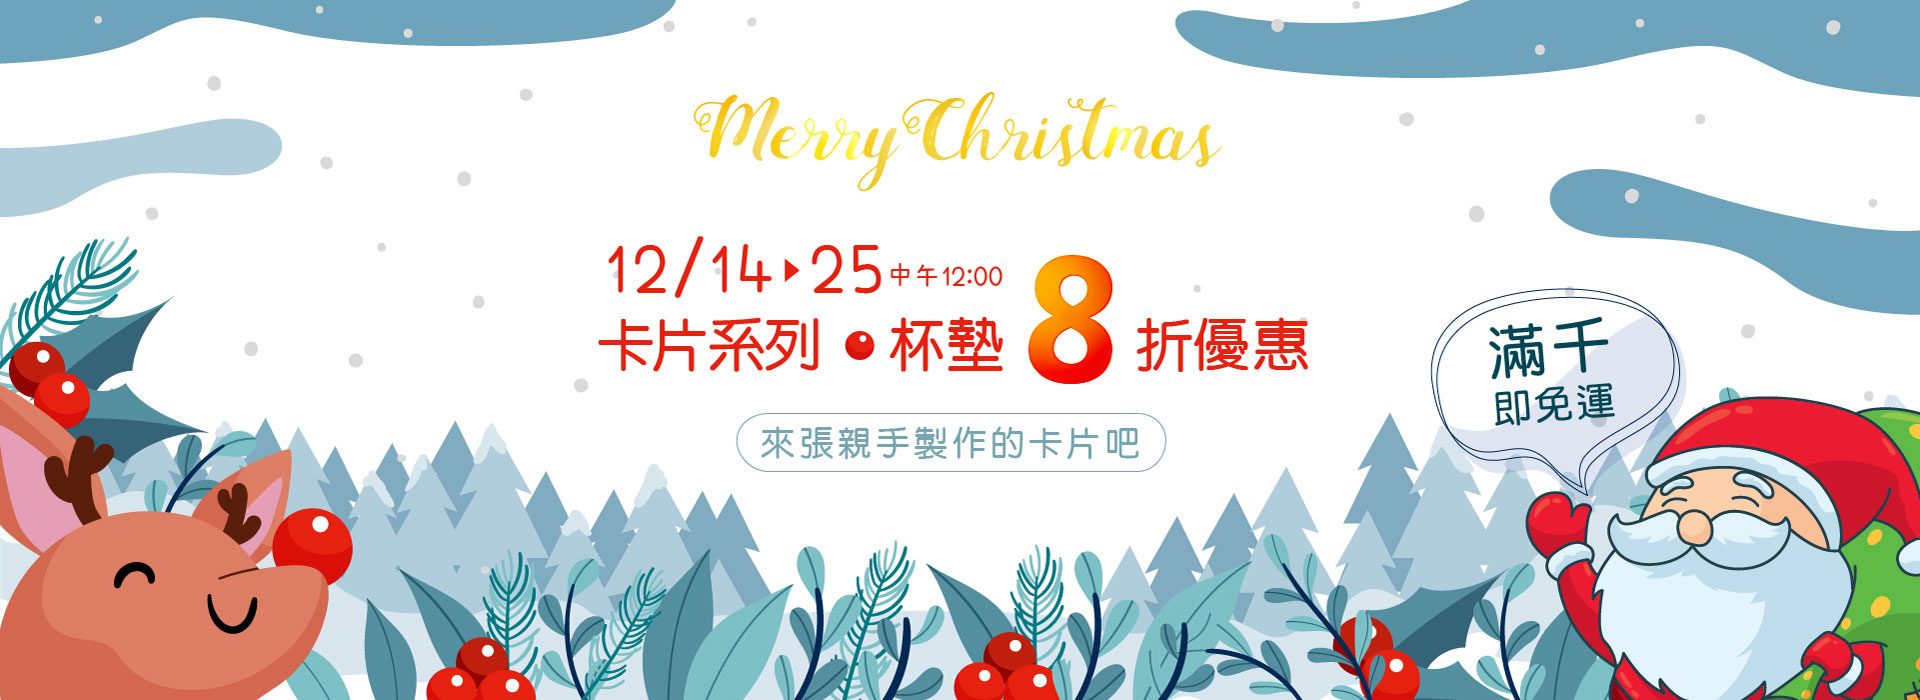 Merry Christmas
12/14▶25中午12:00
卡片系列●杯墊8折優惠
來張親手製作的卡片吧
滿千
即免運